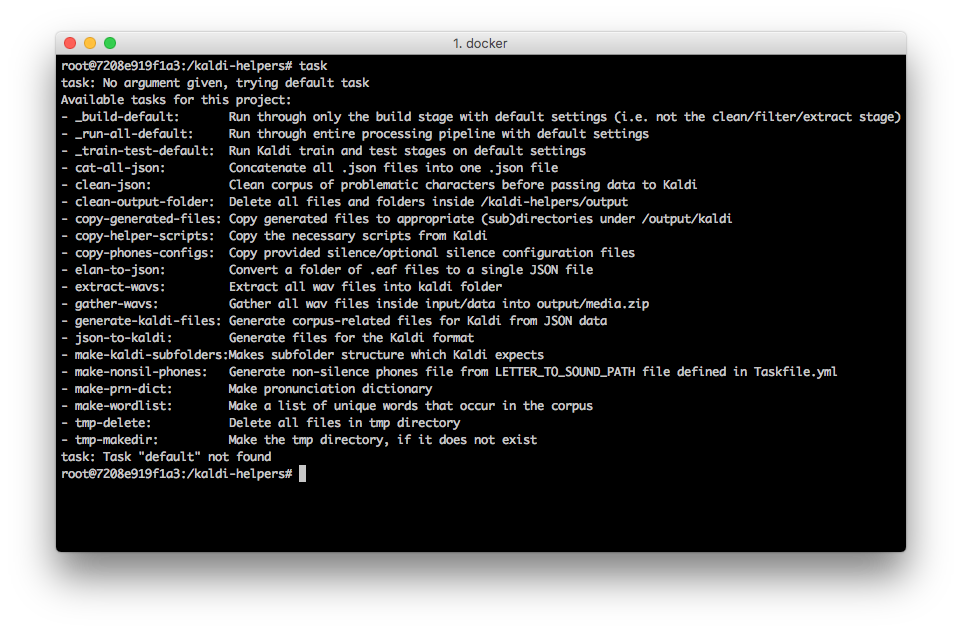 1. docker
root@7208e919f1a3:/kaldi-helpers# task
task: No argument given, trying default task
Available tasks for this project:
- _build-default:       Run through only the build stage with default settings (i.e. not the clean/filter/extract stage)
- _run-all-default:     Run through entire processing pipeline with default settings
- _train-test-default:  Run Kaldi train and test stages on default settings
- cat-all-json:         Concatenate all .json files into one .json file
- clean-json:           Clean corpus of problematic characters before passing data to Kaldi
- clean-output-folder:  Delete all files and folders inside /kaldi-helpers/output
- copy-generated-files: Copy generated files to appropriate (sub)directories under /output/kaldi
- copy-helper-scripts:  Copy the necessary scripts from Kaldi
- copy-phones-configs:  Copy provided silence/optional silence configuration files
- elan-to-json:         Convert a folder of .eaf files to a single JSON file
- extract-wavs:         Extract all wav files into kaldi folder
- gather-wavs:          Gather all wav files inside input/data into output/media.zip
- generate-kaldi-files: Generate corpus-related files for Kaldi from JSON data
- json-to-kaldi:        Generate files for the Kaldi format
- make-kaldi-subfolders:Makes subfolder structure which Kaldi expects
- make-nonsil-phones:   Generate non-silence phones file from LETTER_TO_SOUND_PATH file defined in Taskfile.yml
- make-prn-dict:        Make pronunciation dictionary
- make-wordlist:        Make a list of unique words that occur in the corpus
- tmp-delete:           Delete all files in tmp directory
- tmp-makedir:          Make the tmp directory, if it does not exist
task: Task "default" not found
root@7208e919f1a3:/kaldi-helpers#